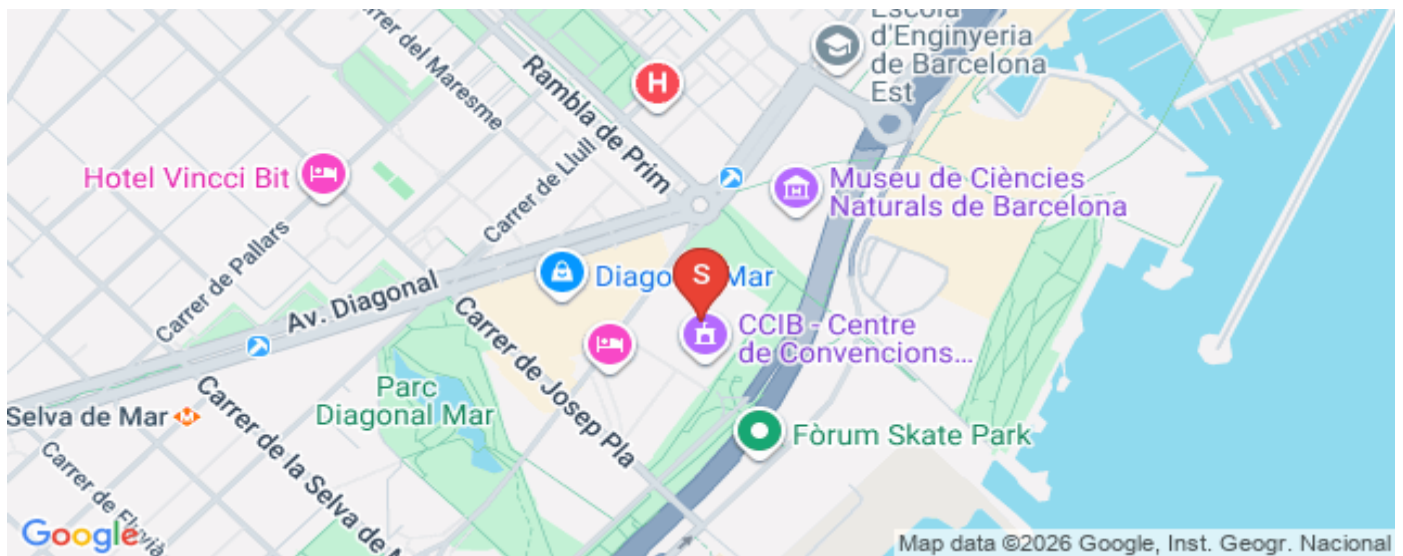 Escola
d'Enginyeria
de Barcelona
Est
H
Carrer del Maresme
Rambla de Prim
Hotel Vincci Bit
Carrer de Llull
Museu de Ciències
Naturals de Barcelona
Carrer de Pallars
Av. Diagonal
S
Diagonal Mar
CCIB - Centre
de Convencions...
Carrer de Josep Pla
Parc
Diagonal Mar
Selva de Mar
M
Carrer de la Selva de
Fòrum Skate Park
Carrer de
Google
Map data ©2026 Google, Inst. Geogr. Nacional